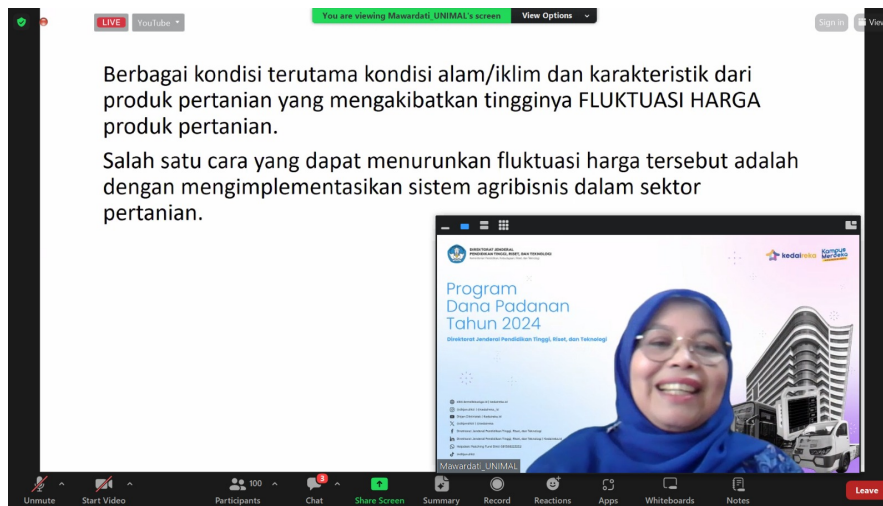 LIVE YouTube
You are viewing Mawardati_UNIMAL's screen View Options
Sign in View
Berbagai kondisi terutama kondisi alam/iklim dan karakteristik dari
produk pertanian yang mengakibatkan tingginya FLUKTUASI HARGA
produk pertanian.
Salah satu cara yang dapat menurunkan fluktuasi harga tersebut adalah
dengan mengimplementasikan sistem agribisnis dalam sektor
pertanian.
DIREKTORAT JENDERAL
PENDIDIKAN TINGGI, RISET, DAN TEKNOLOGI
kedaireka
Kampus
Merdeka
Program
Dana Padanan
Tahun 2024
Direktorat Jenderal Pendidikan Tinggi, Riset, dan Teknologi
Mawardati_UNIMAL
Unmute
Start Video
100
Participants
3
Chat
Share Screen
Summary
Record
Reactions
Apps
Whiteboards
Notes
Leave